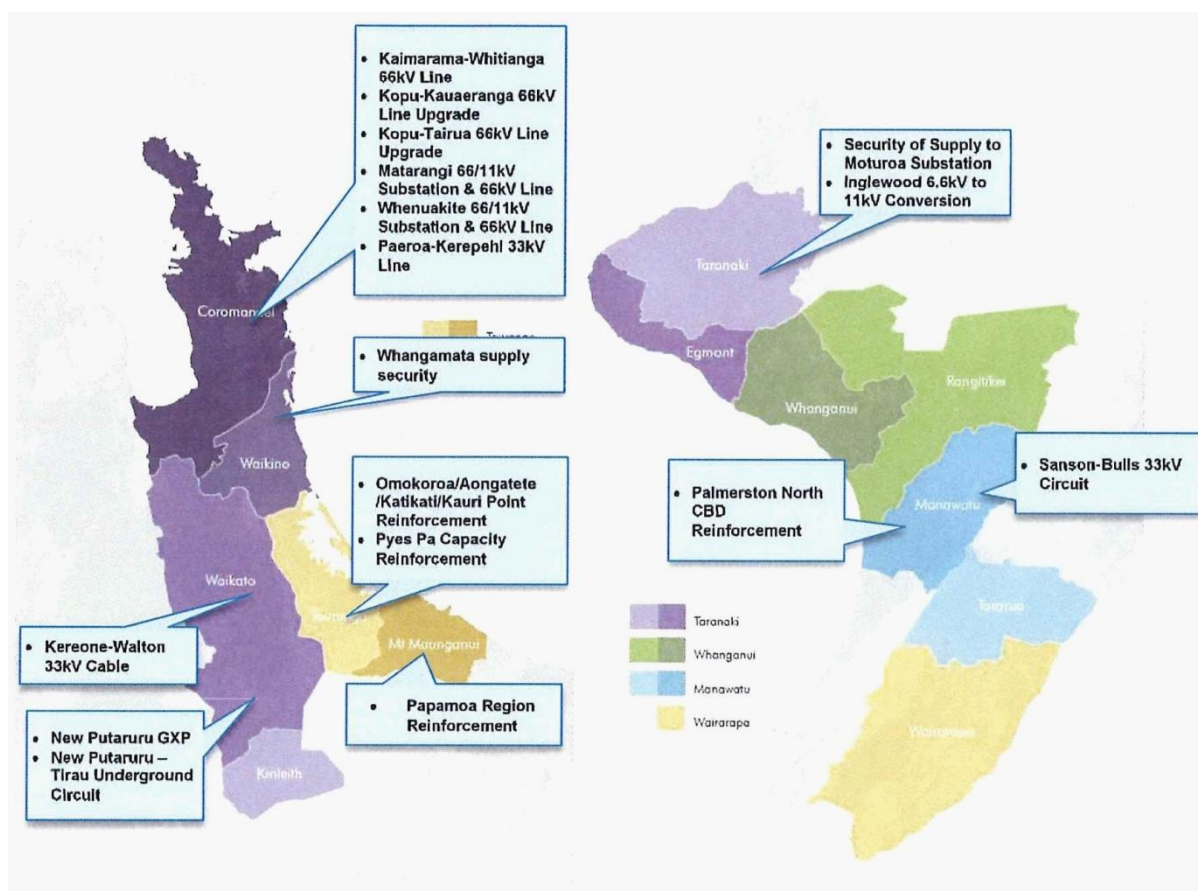 • Kaimarama-Whitianga
66kV Line
• Kopu-Kauaeranga 66kV
Line Upgrade
• Kopu-Tairua 66kV Line
Upgrade
• Matarangi 66/11kV
Substation & 66kV Line
• Whenuakite 66/11kV
Substation & 66kV Line
• Paeroa-Kerepehi 33kV
Line
Coromandel
• Whangamata supply
security
Waikino
• Omokoroa/Aongatete
/Katikati/Kauri Point
Reinforcement
• Pyes Pa Capacity
Reinforcement
Waikato
Mt Maunganui
• Kereone-Walton
33kV Cable
• Papamoa Region
Reinforcement
• New Putaruru GXP
• New Putaruru –
Tirau Underground
Circuit
Kinleith
• Security of Supply to
Moturoa Substation
• Inglewood 6.6kV to
11kV Conversion
Taranaki
Egmont
Whanganui
Rangitikei
• Sanson-Bulls 33kV
Circuit
• Palmerston North
CBD
Reinforcement
Manawatu
Tararua
Wairarapa
Taranaki
Whanganui
Manawatu
Wairarapa